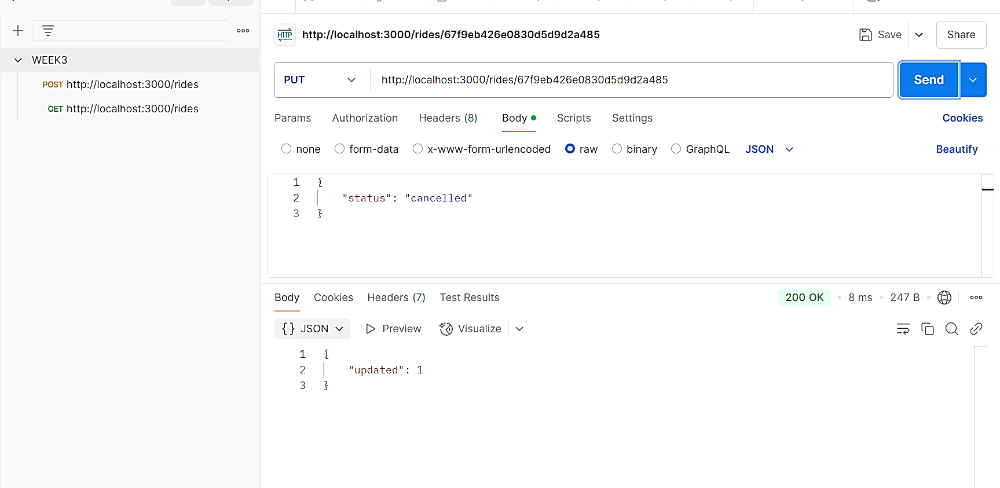 WEEK3
POST http://localhost:3000/rides
GET http://localhost:3000/rides
HTTP http://localhost:3000/rides/67f9eb426e0830d5d9d2a485
Save
Share
PUT http://localhost:3000/rides/67f9eb426e0830d5d9d2a485
Send
Params Authorization Headers (8) Body Scripts Settings Cookies
none form-data x-www-form-urlencoded raw binary GraphQL JSON Beautify
1 {
2 "status": "cancelled"
3 }
Body Cookies Headers (7) Test Results 200 OK • 8 ms • 247 B •
{} JSON Preview Visualize
1 {
2 "updated": 1
3 }